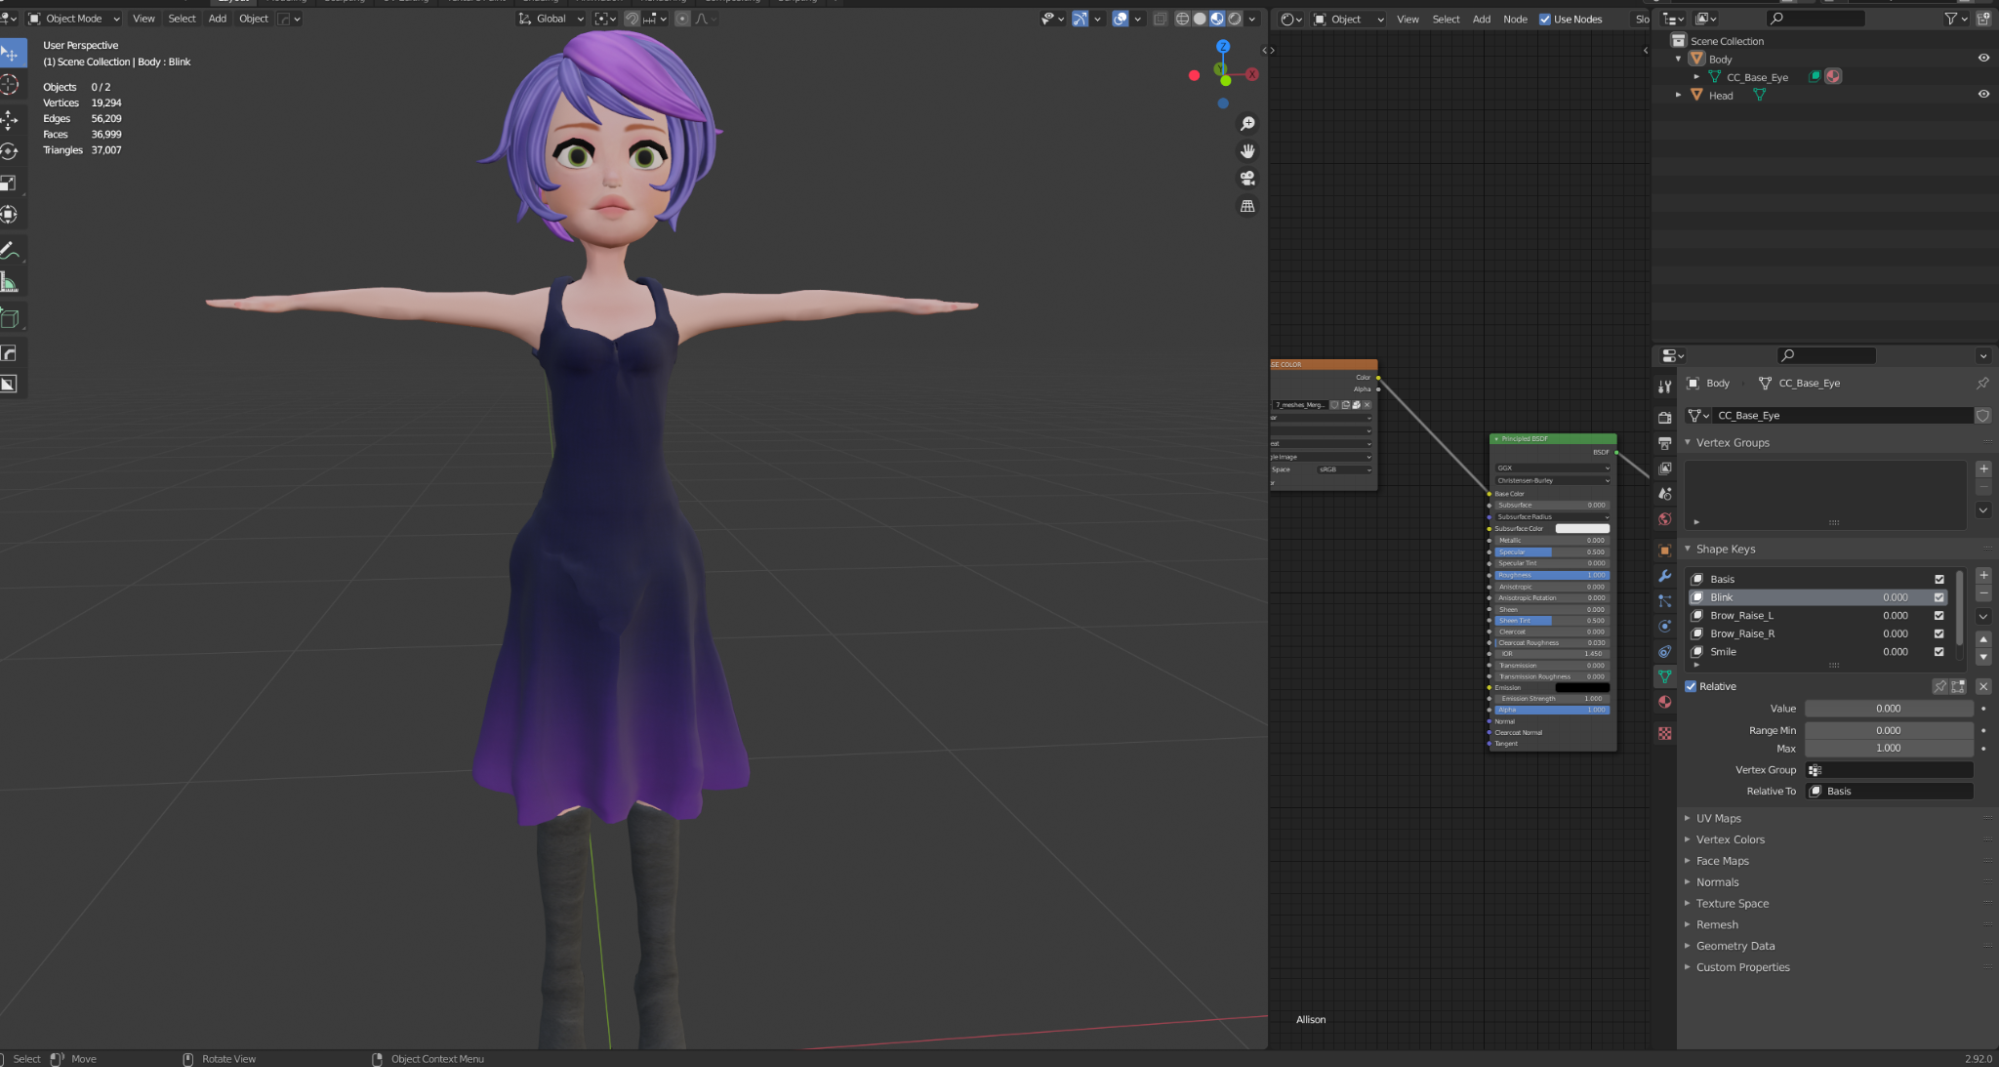 Object Mode View Select Add Object Global
User Perspective
(1) Scene Collection | Body : Blink
Objects 0 / 2
Vertices 19,294
Edges 56,209
Faces 36,999
Triangles 37,007
Z
Y
X
Object View Select Add Node Use Nodes Slo
SE COLOR
Color
Alpha
7_meshes_Merg...
Space sRGB
Principled BSDF
BSDF
GGX
Christensen-Burley
Base Color
Subsurface 0.000
Subsurface Radius
Subsurface Color
Metallic 0.000
Specular 0.500
Specular Tint 0.000
Roughness 1.000
Anisotropic 0.000
Anisotropic Rotation 0.000
Sheen 0.000
Sheen Tint 0.500
Clearcoat 0.000
Clearcoat Roughness 0.030
IOR 1.450
Transmission 0.000
Transmission Roughness 0.000
Emission
Emission Strength 1.000
Alpha 1.000
Normal
Clearcoat Normal
Tangent
Allison
Scene Collection
Body
CC_Base_Eye
Head
Body CC_Base_Eye
CC_Base_Eye
Vertex Groups
Shape Keys
Basis
Blink 0.000
Brow_Raise_L 0.000
Brow_Raise_R 0.000
Smile 0.000
Relative
Value 0.000
Range Min 0.000
Max 1.000
Vertex Group
Relative To Basis
UV Maps
Vertex Colors
Face Maps
Normals
Texture Space
Remesh
Geometry Data
Custom Properties
Select Move Rotate View Object Context Menu 2.92.0